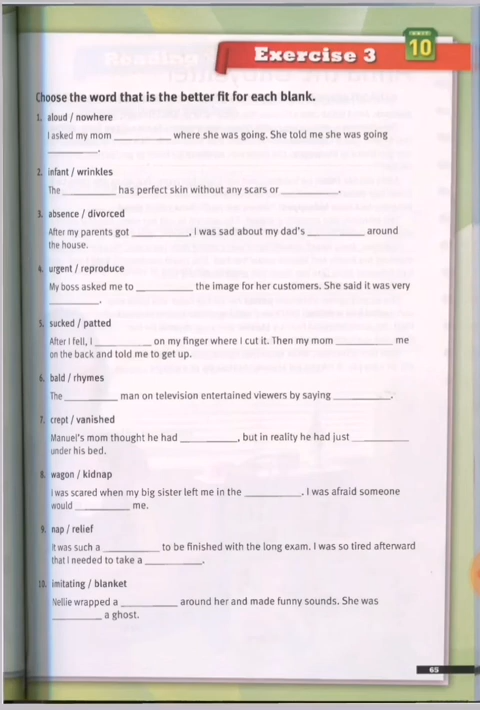 UNIT
10
Exercise 3
Choose the word that is the better fit for each blank.
1. aloud / nowhere
I asked my mom __________ where she was going. She told me she was going
__________.
2. infant / wrinkles
The __________ has perfect skin without any scars or __________.
3. absence / divorced
After my parents got __________, I was sad about my dad's __________ around
the house.
4. urgent / reproduce
My boss asked me to __________ the image for her customers. She said it was very
__________.
5. sucked / patted
After I fell, I __________ on my finger where I cut it. Then my mom __________ me
on the back and told me to get up.
6. bald / rhymes
The __________ man on television entertained viewers by saying __________.
7. crept / vanished
Manuel's mom thought he had __________, but in reality he had just __________
under his bed.
8. wagon / kidnap
I was scared when my big sister left me in the __________. I was afraid someone
would __________ me.
9. nap / relief
It was such a __________ to be finished with the long exam. I was so tired afterward
that I needed to take a __________.
10. imitating / blanket
Nellie wrapped a __________ around her and made funny sounds. She was
__________ a ghost.
65